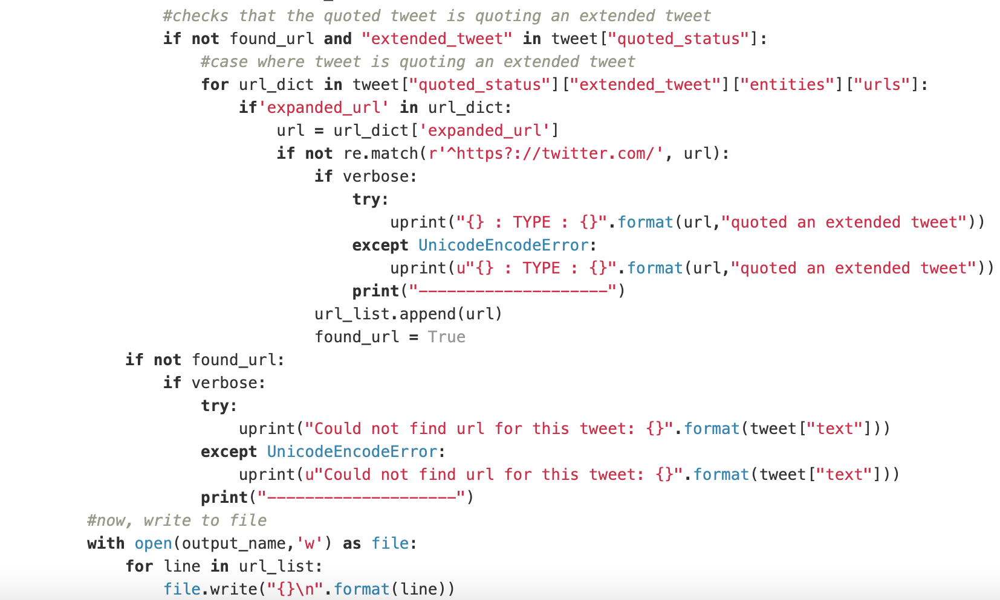 #checks that the quoted tweet is quoting an extended tweet
if not found_url and "extended_tweet" in tweet["quoted_status"]:
#case where tweet is quoting an extended tweet
for url_dict in tweet["quoted_status"]["extended_tweet"]["entities"]["urls"]:
if'expanded_url' in url_dict:
url = url_dict['expanded_url']
if not re.match(r'^https?://twitter.com/', url):
if verbose:
try:
uprint("{} : TYPE : {}".format(url,"quoted an extended tweet"))
except UnicodeEncodeError:
uprint(u"{} : TYPE : {}".format(url,"quoted an extended tweet"))
print("--------------------")
url_list.append(url)
found_url = True
if not found_url:
if verbose:
try:
uprint("Could not find url for this tweet: {}".format(tweet["text"]))
except UnicodeEncodeError:
uprint(u"Could not find url for this tweet: {}".format(tweet["text"]))
print("--------------------")
#now, write to file
with open(output_name,'w') as file:
for line in url_list:
file.write("{}\n".format(line))